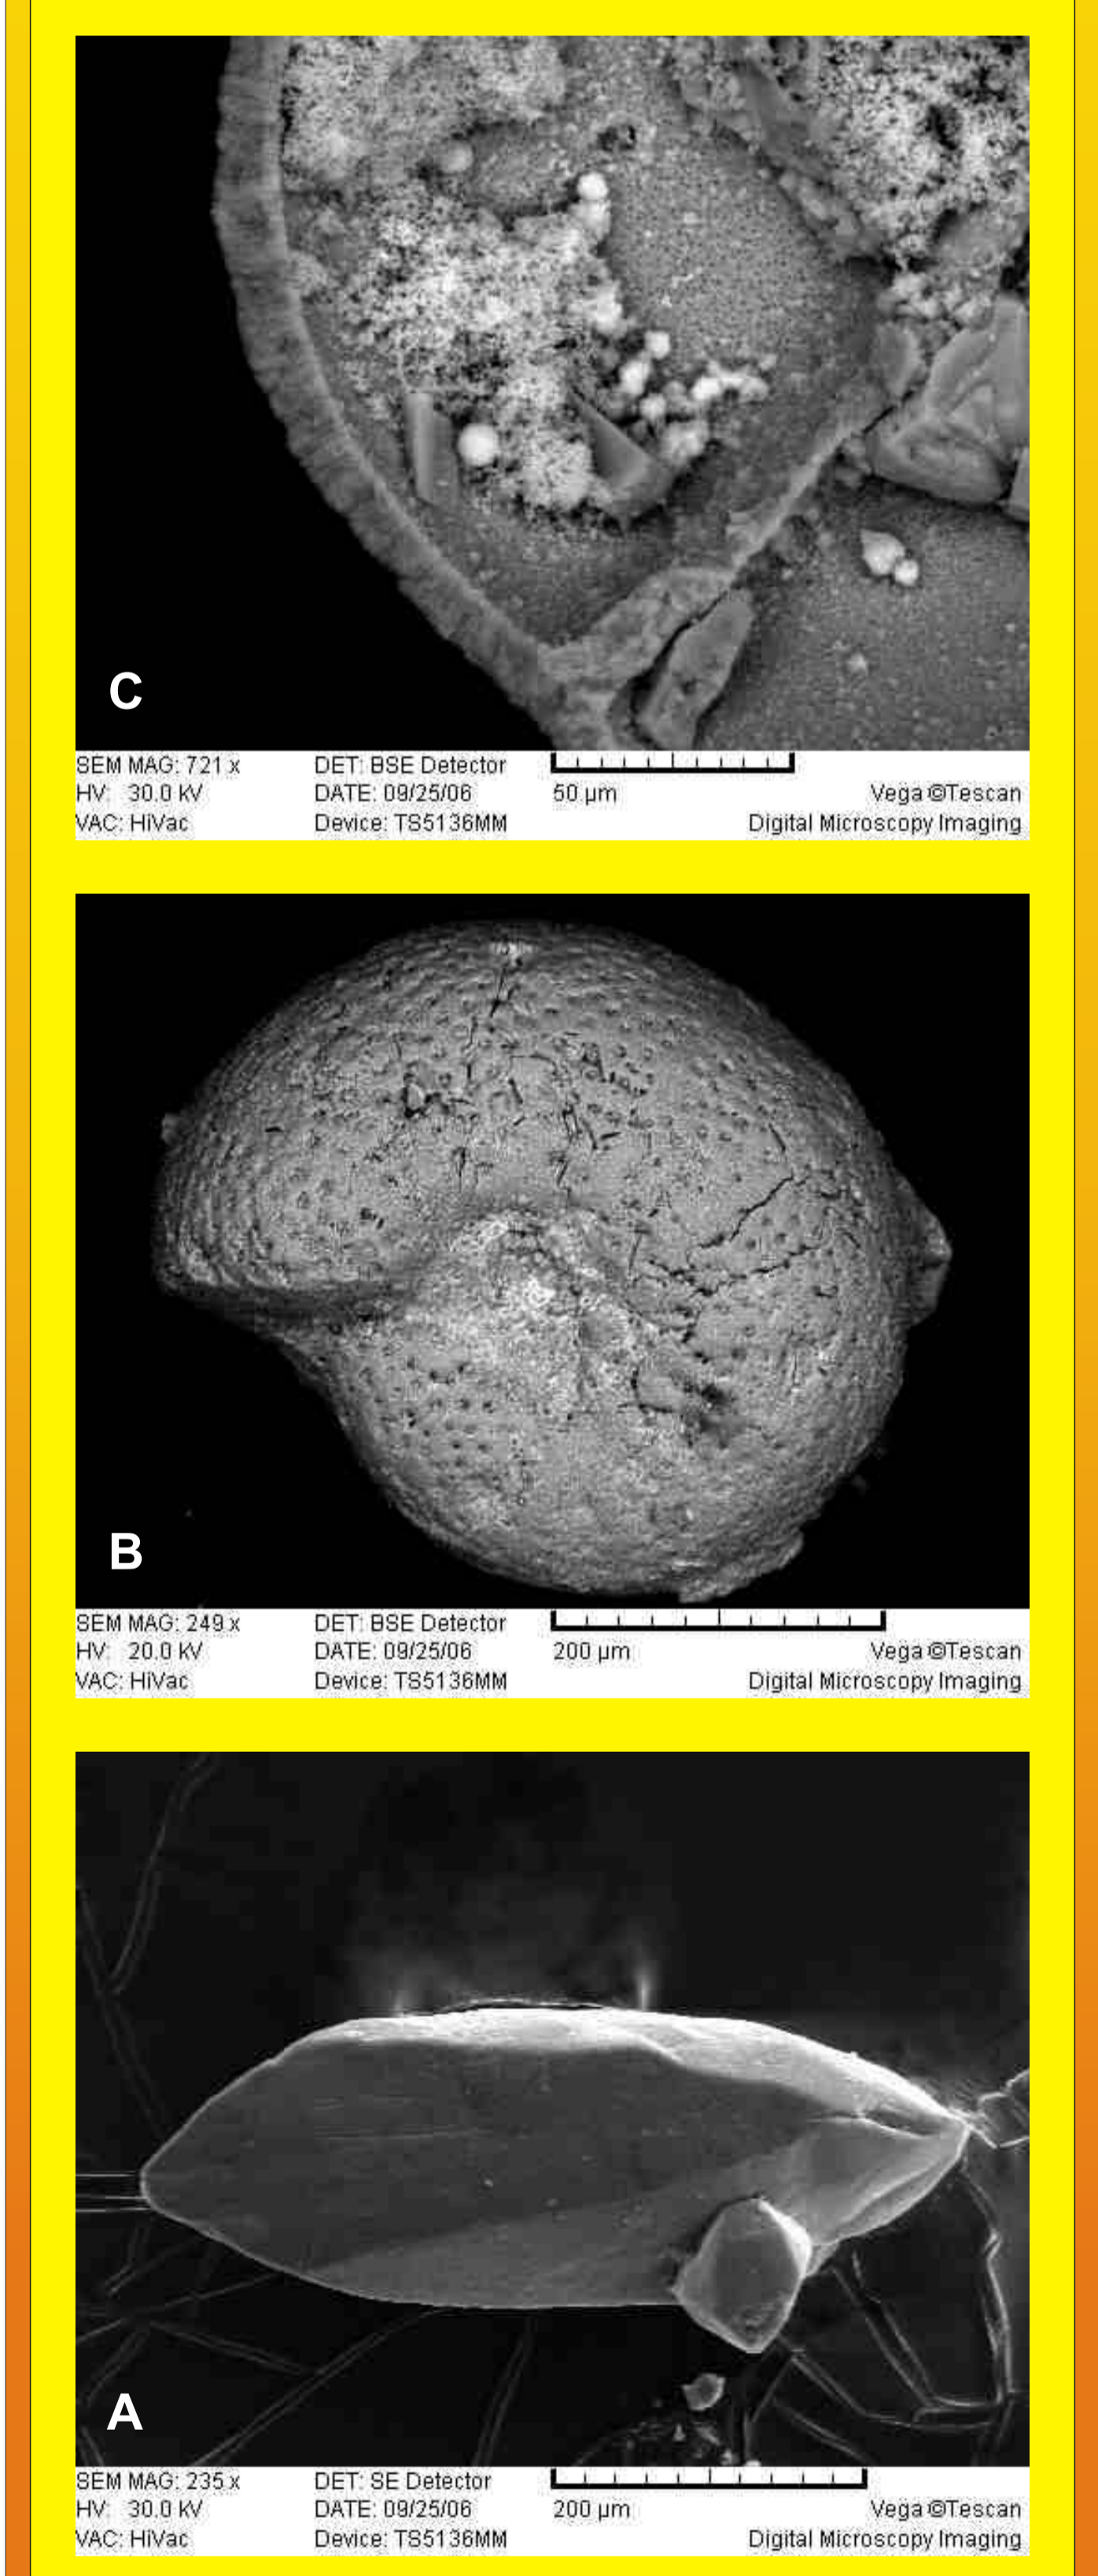 C
SEM MAG: 721 x DET: BSE Detector
HV: 30.0 kV DATE: 09/25/06 50 µm Vega ©Tescan
VAC: HiVac Device: TS5136MM Digital Microscopy Imaging
B
SEM MAG: 249 x DET: BSE Detector
HV: 20.0 kV DATE: 09/25/06 200 µm Vega ©Tescan
VAC: HiVac Device: TS5136MM Digital Microscopy Imaging
A
SEM MAG: 235 x DET: SE Detector
HV: 30.0 kV DATE: 09/25/06 200 µm Vega ©Tescan
VAC: HiVac Device: TS5136MM Digital Microscopy Imaging